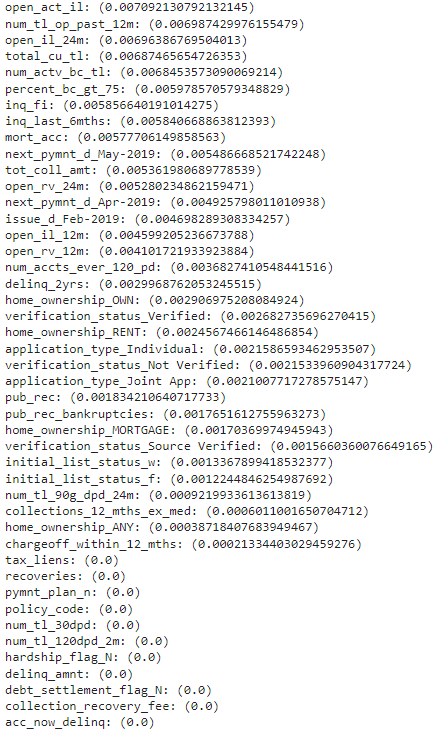 open_act_il: (0.007092130792132145)
num_tl_op_past_12m: (0.006987429976155479)
open_il_24m: (0.00696386769504013)
total_cu_tl: (0.00687465654726353)
num_actv_bc_tl: (0.0068453573090069214)
percent_bc_gt_75: (0.005978570579348829)
inq_fi: (0.005856640191014275)
inq_last_6mths: (0.005840668863812393)
mort_acc: (0.00577706149858563)
next_pymnt_d_May-2019: (0.005486668521742248)
tot_coll_amt: (0.005361980689778539)
open_rv_24m: (0.005280234862159471)
next_pymnt_d_Apr-2019: (0.004925798011010938)
issue_d_Feb-2019: (0.004698289308334257)
open_il_12m: (0.004599205236673788)
open_rv_12m: (0.004101721933923884)
num_accts_ever_120_pd: (0.0036827410548441516)
delinq_2yrs: (0.0029968762053245515)
home_ownership_OWN: (0.002906975208084924)
verification_status_Verified: (0.002682735696270415)
home_ownership_RENT: (0.0024567466146486854)
application_type_Individual: (0.0021586593462953507)
verification_status_Not Verified: (0.0021533960904317724)
application_type_Joint App: (0.0021007717278575147)
pub_rec: (0.001834210640717733)
pub_rec_bankruptcies: (0.0017651612755963273)
home_ownership_MORTGAGE: (0.00170369974945943)
verification_status_Source Verified: (0.0015660360076649165)
initial_list_status_w: (0.0013367899418532377)
initial_list_status_f: (0.0012244846254987692)
num_tl_90g_dpd_24m: (0.0009219933613613819)
collections_12_mths_ex_med: (0.0006011001650704712)
home_ownership_ANY: (0.00038718407683949467)
chargeoff_within_12_mths: (0.00021334403029459276)
tax_liens: (0.0)
recoveries: (0.0)
pymnt_plan_n: (0.0)
policy_code: (0.0)
num_tl_30dpd: (0.0)
num_tl_120dpd_2m: (0.0)
hardship_flag_N: (0.0)
delinq_amnt: (0.0)
debt_settlement_flag_N: (0.0)
collection_recovery_fee: (0.0)
acc_now_delinq: (0.0)